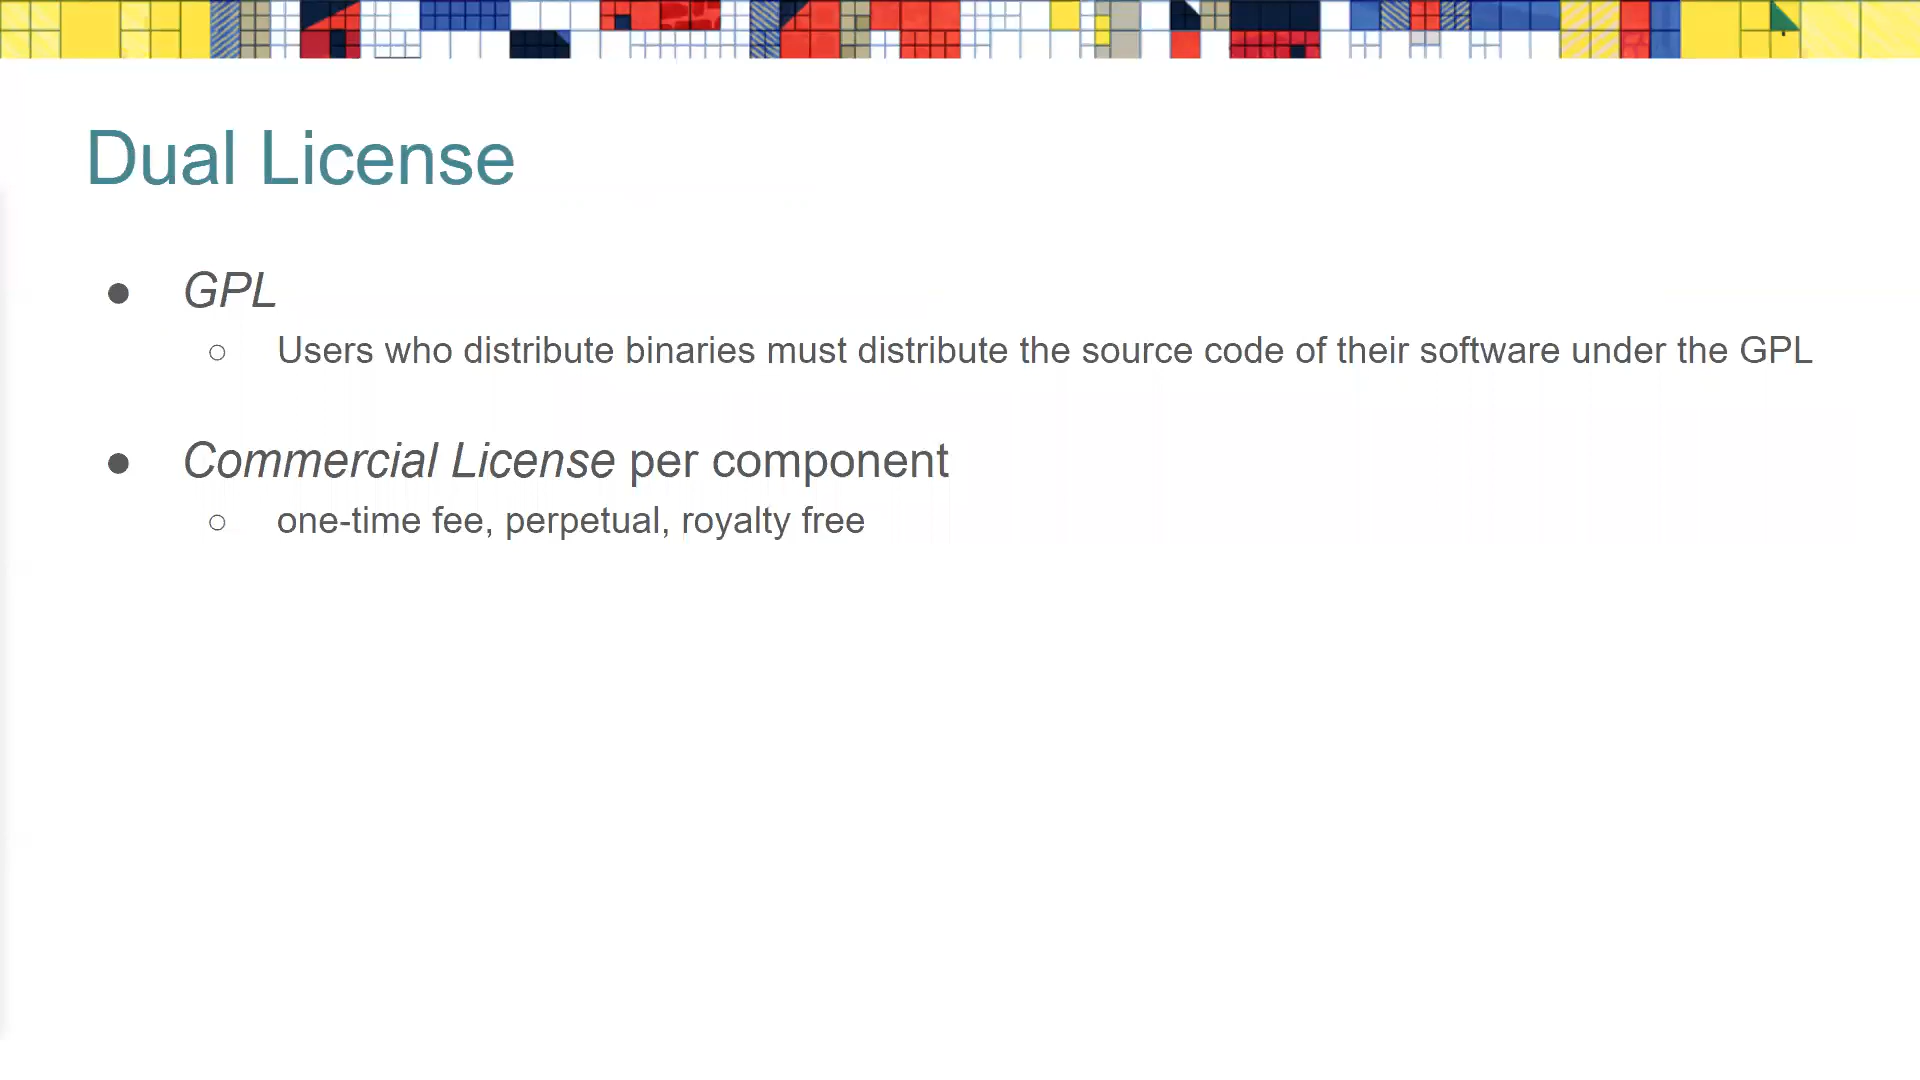 Dual License
● GPL
○ Users who distribute binaries must distribute the source code of their software under the GPL
● Commercial License per component
○ one-time fee, perpetual, royalty free